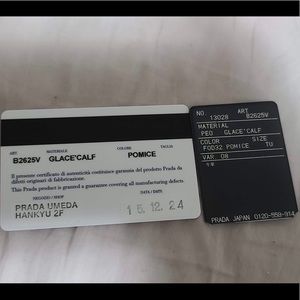 ART. MATERIALE COLORE TAGLIA
B2625V GLACE'CALF POMICE
Il presente certificato di autenticità costituisce garanzia del prodotto Prada da
difetti originari di fabbricazione.
This Prada product is granted a guarantee covering all manufacturing defects.
NEGOZIO / SHOP DATA / DATE
PRADA UMEDA
HANKYU 2F
15. 12. 24
NO. 13028 ART B2625V
MATERIAL
PEO GLACE'CALF
COLOR SIZE
F0D32 POMICE TU
VAR. 08
PRADA JAPAN 0120-559-914